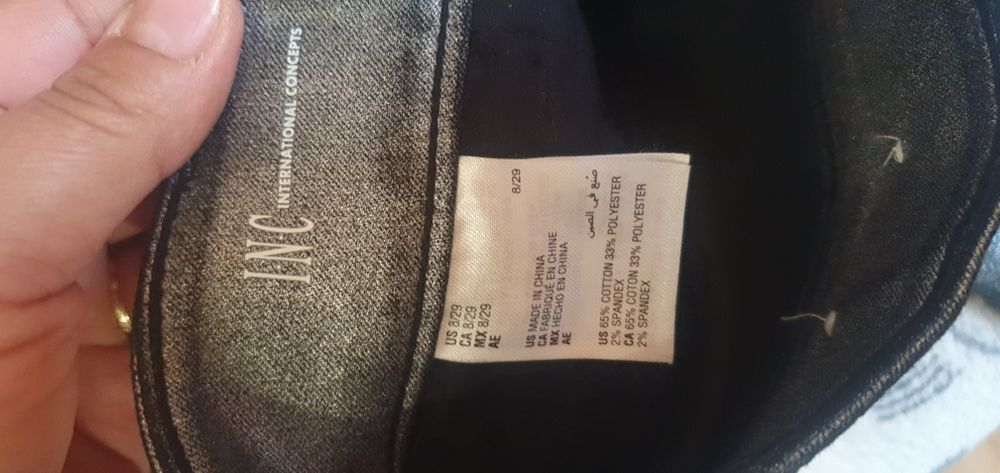 INC INTERNATIONAL CONCEPTS
US 8/29
CA 8/29
MX 8/29
AE 8/29
US MADE IN CHINA
CA FABRIQUÉ EN CHINE
MX HECHO EN CHINA
AE صنع في الصين
US 65% COTTON 33% POLYESTER
2% SPANDEX
CA 65% COTON 33% POLYESTER
2% SPANDEX